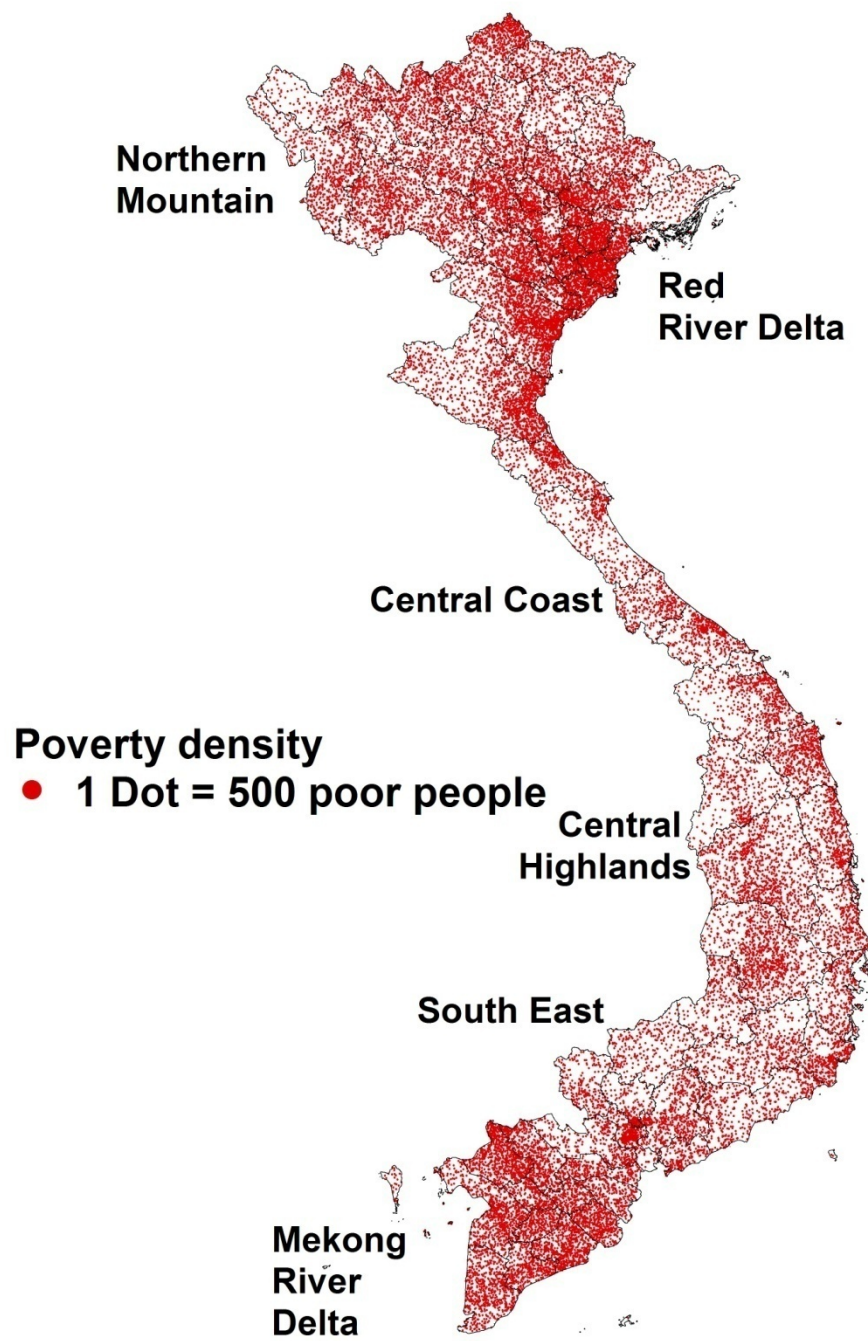 Northern
Mountain
Red
River Delta
Central Coast
Poverty density
1 Dot = 500 poor people
Central
Highlands
South East
Mekong
River
Delta